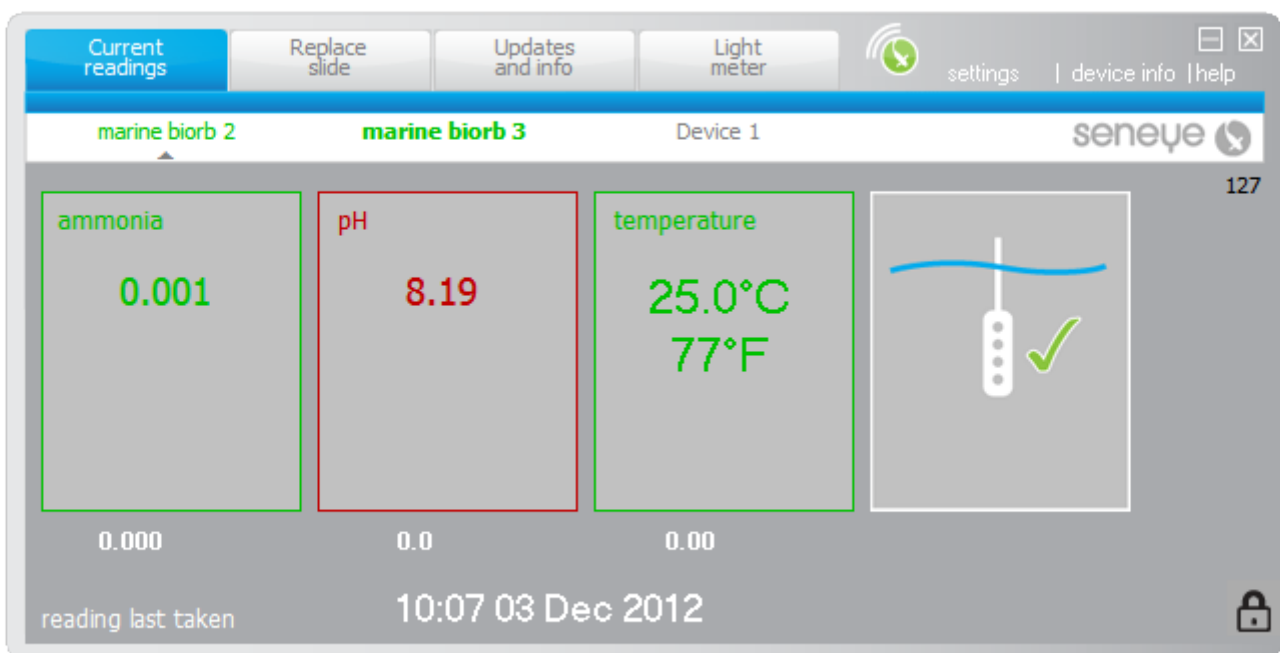 Current readings
Replace slide
Updates and info
Light meter
settings | device info | help
marine biorb 2
marine biorb 3
Device 1
seneye
127
ammonia
0.001
pH
8.19
temperature
25.0°C
77°F
0.000
0.0
0.00
reading last taken
10:07 03 Dec 2012